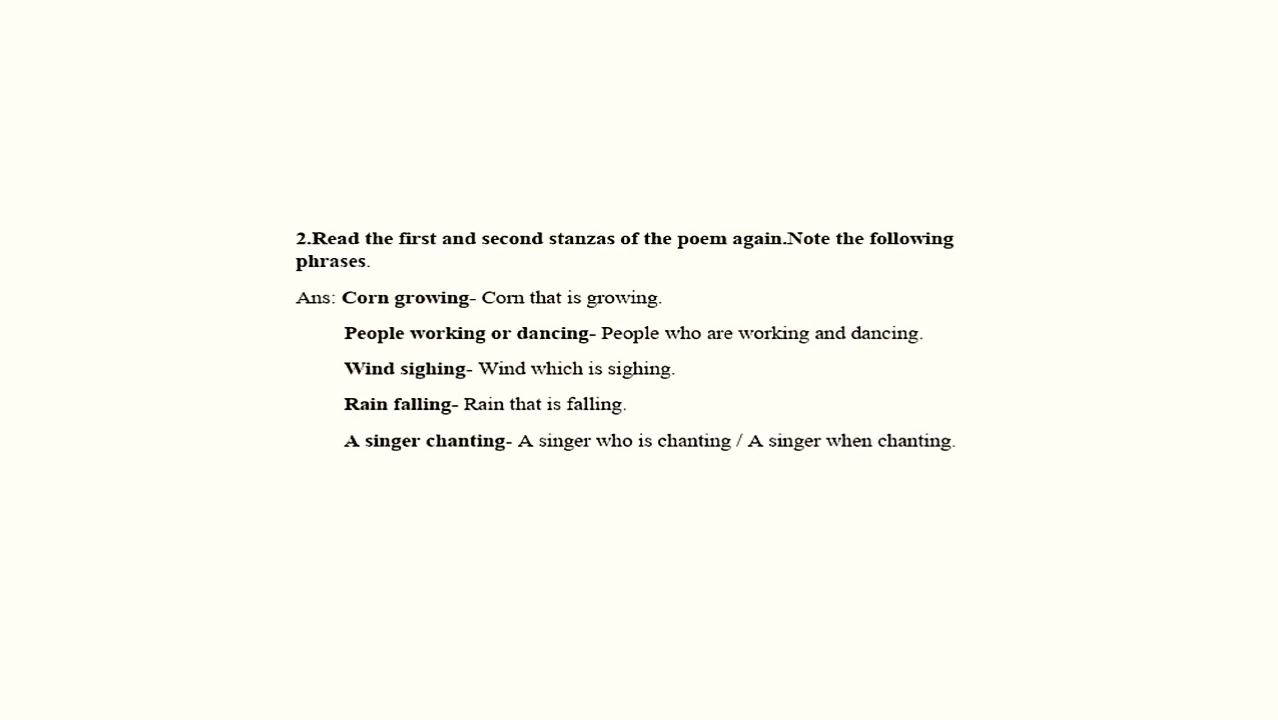 2.Read the first and second stanzas of the poem again.Note the following
phrases.
Ans: Corn growing- Corn that is growing.
People working or dancing- People who are working and dancing.
Wind sighing- Wind which is sighing.
Rain falling- Rain that is falling.
A singer chanting- A singer who is chanting / A singer when chanting.